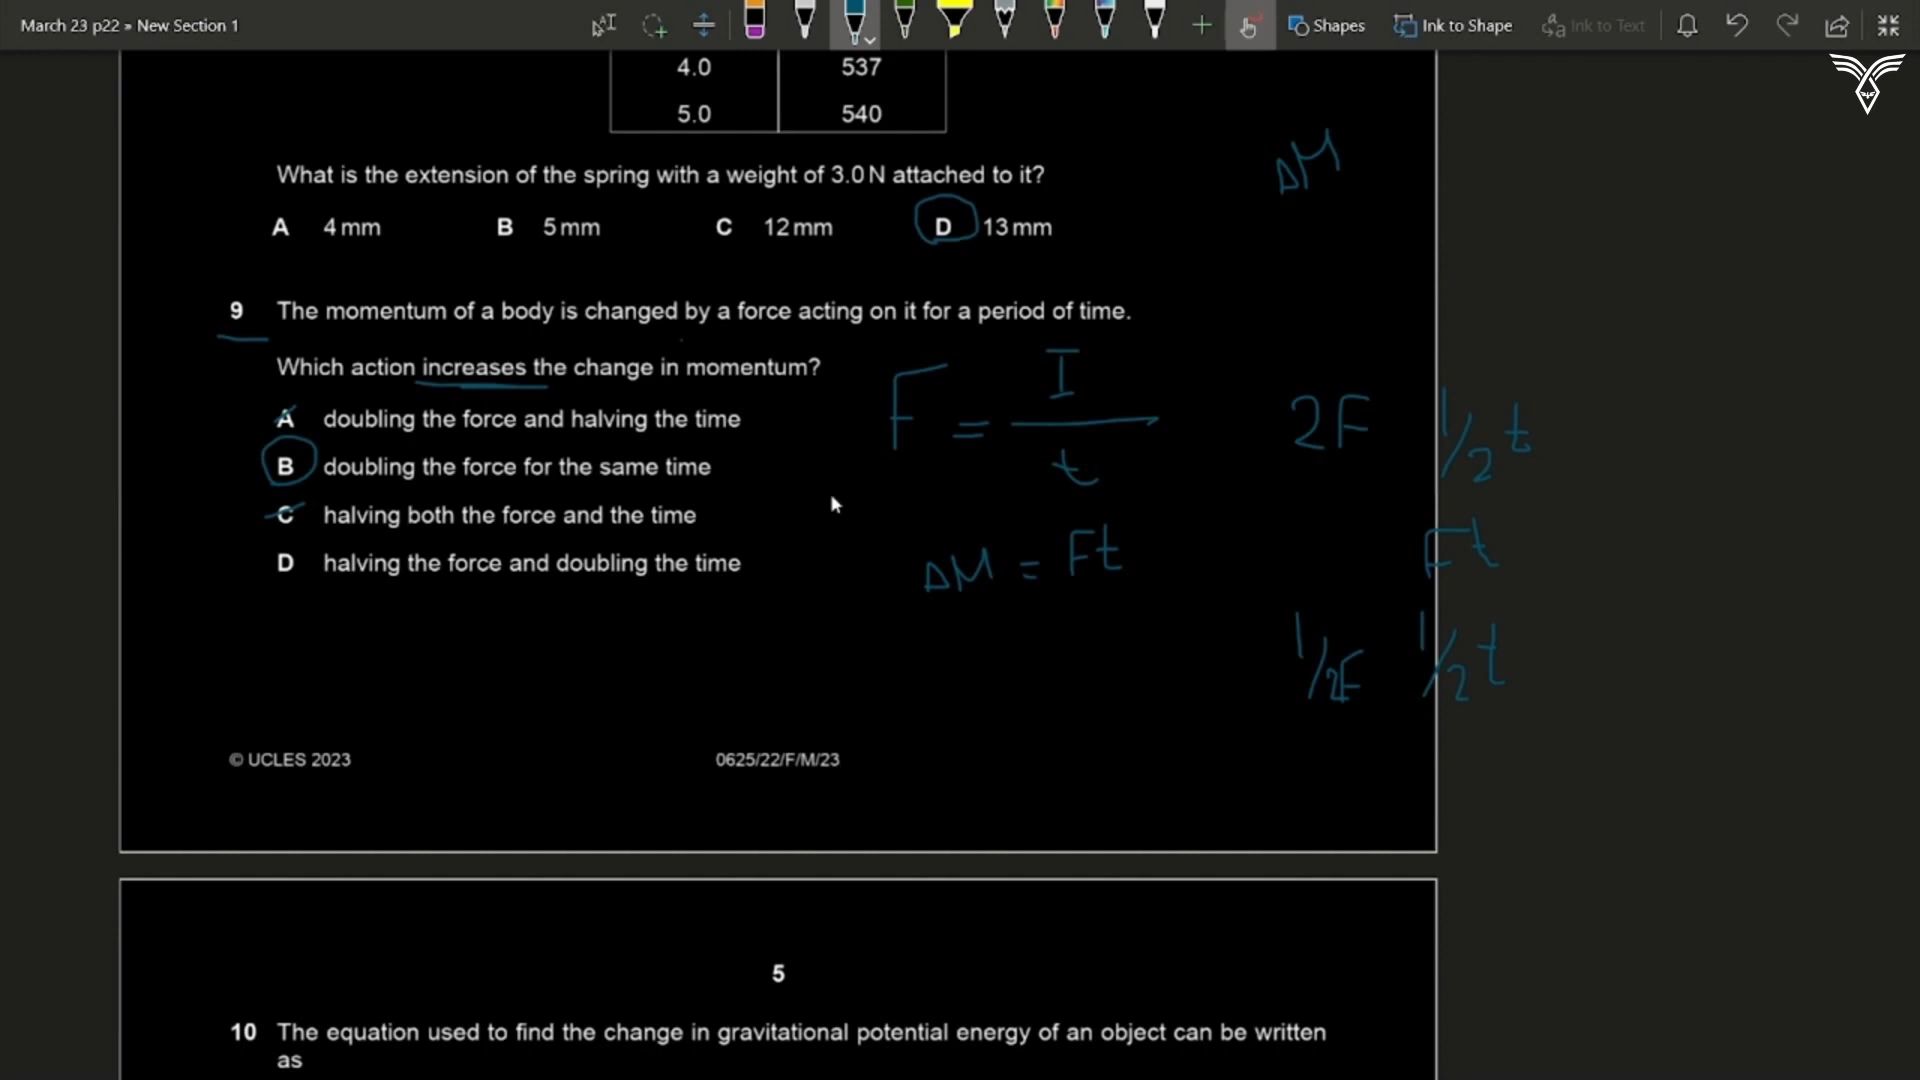 March 23 p22 » New Section 1
Shapes
Ink to Shape
Ink to Text
4.0 537
5.0 540
ΔM
What is the extension of the spring with a weight of 3.0 N attached to it?
A 4 mm B 5 mm C 12 mm D 13 mm
9 The momentum of a body is changed by a force acting on it for a period of time.
Which action increases the change in momentum?
A doubling the force and halving the time
B doubling the force for the same time
C halving both the force and the time
D halving the force and doubling the time
F = I / t
2F 1/2 t
ΔM = Ft
Ft
1/2F 1/2 t
© UCLES 2023 0625/22/F/M/23
5
10 The equation used to find the change in gravitational potential energy of an object can be written
as